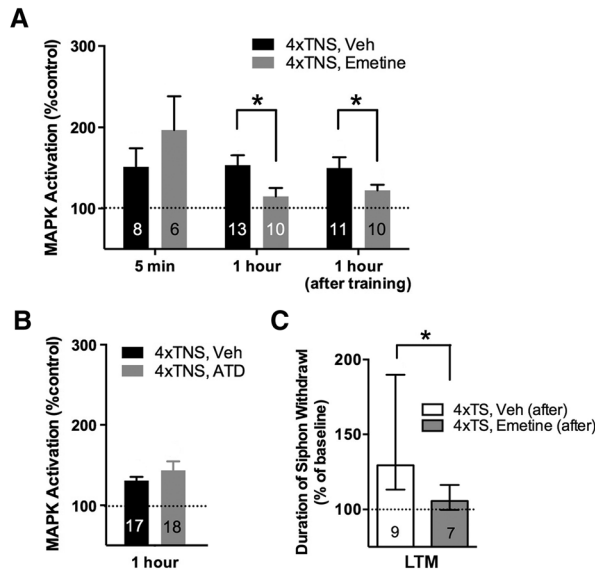 A
4xTNS, Veh
4xTNS, Emetine
MAPK Activation (%control)
300
200
100
*
*
8
6
13
10
11
10
5 min
1 hour
1 hour
(after training)
B
4xTNS, Veh
4xTNS, ATD
MAPK Activation (%control)
300
200
100
17
18
1 hour
C
Duration of Siphon Withdrawl
(% of baseline)
200
150
100
*
4xTS, Veh (after)
4xTS, Emetine (after)
9
7
LTM